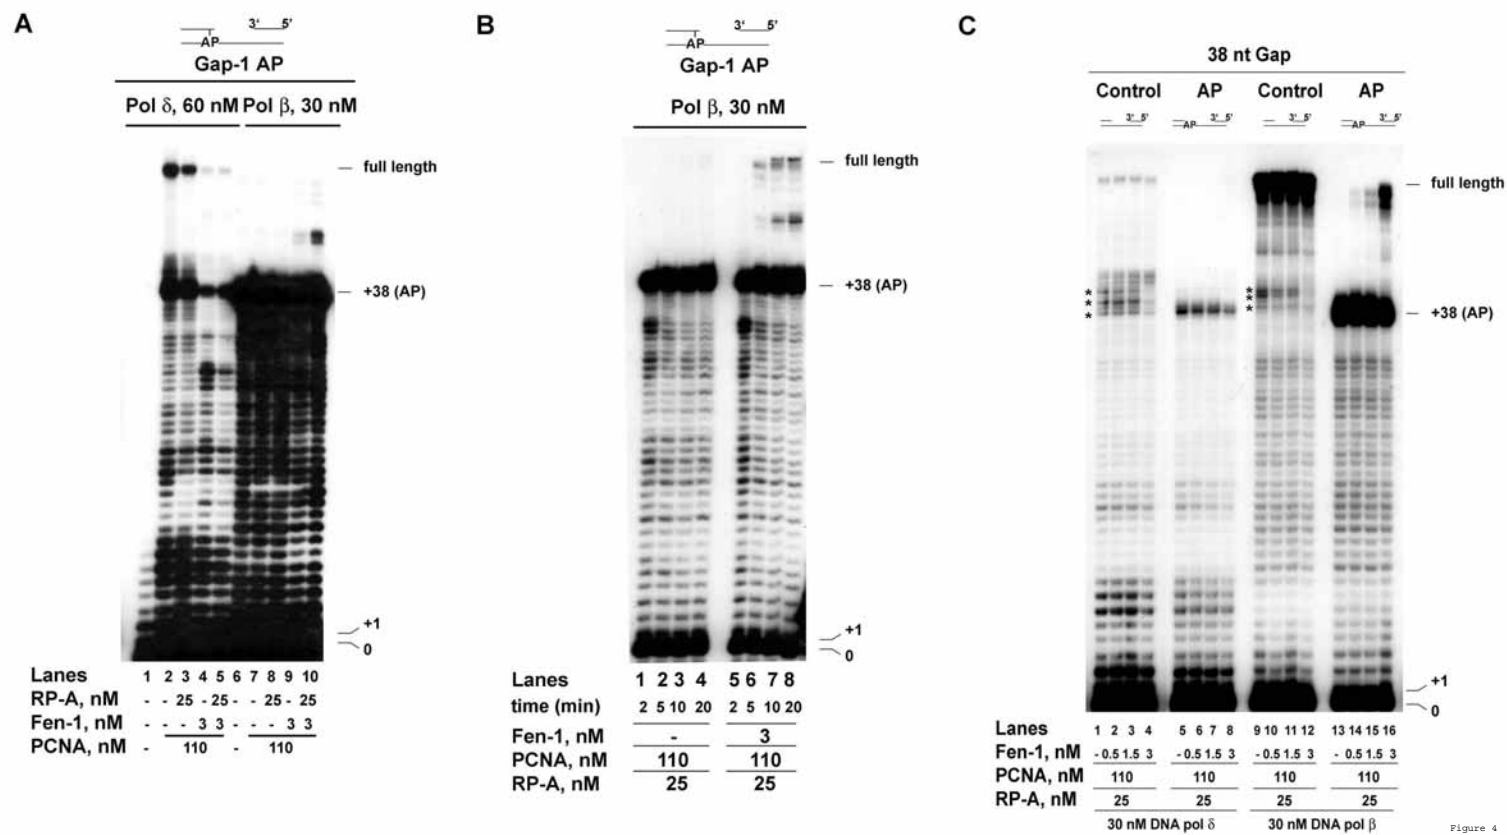 A
3' 5'
AP
Gap-1 AP
Pol δ, 60 nM Pol β, 30 nM
full length
+38 (AP)
+1
0
Lanes 1 2 3 4 5 6 7 8 9 10
RP-A, nM - - 25 - 25 - - 25 - 25
Fen-1, nM - - - 3 3 - - - 3 3
PCNA, nM - 110 - 110
B
3' 5'
AP
Gap-1 AP
Pol β, 30 nM
full length
+38 (AP)
+1
0
Lanes 1 2 3 4 5 6 7 8
time (min) 2 5 10 20 2 5 10 20
Fen-1, nM - 3
PCNA, nM 110 110
RP-A, nM 25 25
C
38 nt Gap
Control AP Control AP
3' 5' 3' 5' 3' 5' 3' 5'
AP AP
full length
* *
* *
* *
+38 (AP)
+1
0
Lanes 1 2 3 4 5 6 7 8 9 10 11 12 13 14 15 16
Fen-1, nM - 0.5 1.5 3 - 0.5 1.5 3 - 0.5 1.5 3 - 0.5 1.5 3
PCNA, nM 110 110 110 110
RP-A, nM 25 25 25 25
30 nM DNA pol δ 30 nM DNA pol β
Figure 4